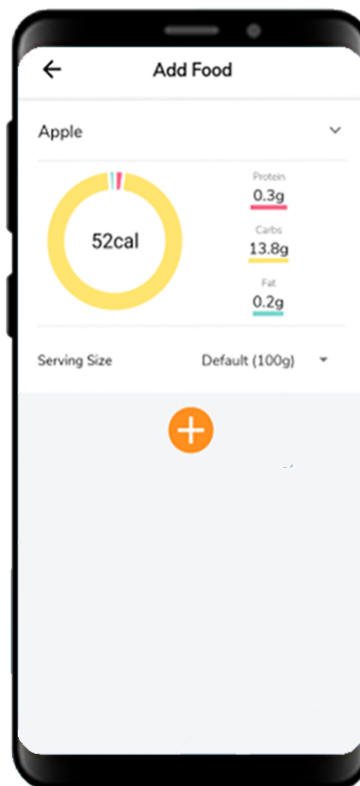 Add Food
Apple
52cal
Protein
0.3g
Carbs
13.8g
Fat
0.2g
Serving Size Default (100g)